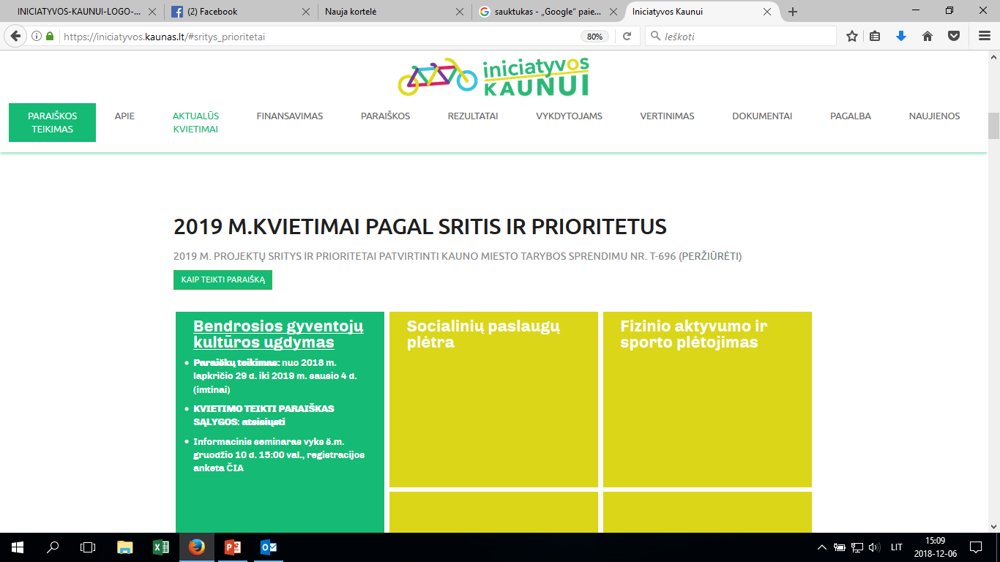 INICIATYVOS-KAUNUI-LOGO-...
(2) Facebook
Nauja kortelė
sauktukas - „Google“ paie...
Iniciatyvos Kaunui
https://iniciatyvos.kaunas.lt/#sritys_prioritetai
80%
Ieškoti
iniciatyvos
KAUNUI
PARAIŠKOS
TEIKIMAS
APIE
AKTUALŪS
KVIETIMAI
FINANSAVIMAS
PARAIŠKOS
REZULTATAI
VYKDYTOJAMS
VERTINIMAS
DOKUMENTAI
PAGALBA
NAUJIENOS
2019 M.KVIETIMAI PAGAL SRITIS IR PRIORITETUS
2019 M. PROJEKTŲ SRITYS IR PRIORITETAI PATVIRTINTI KAUNO MIESTO TARYBOS SPRENDIMU NR. T-696 (PERŽIŪRĖTI)
KAIP TEIKTI PARAIŠKĄ
Bendrosios gyventojų
kultūros ugdymas
• Paraiškų teikimas: nuo 2018 m.
lapkričio 29 d. iki 2019 m. sausio 4 d.
(imtinai)
• KVIETIMO TEIKTI PARAIŠKAS
SĄLYGOS: atsisiųsti
• Informacinis seminaras vyks š.m.
gruodžio 10 d. 15:00 val., registracijos
anketa ČIA
Socialinių paslaugų
plėtra
Fizinio aktyvumo ir
sporto plėtojimas
LIT
15:09
2018-12-06